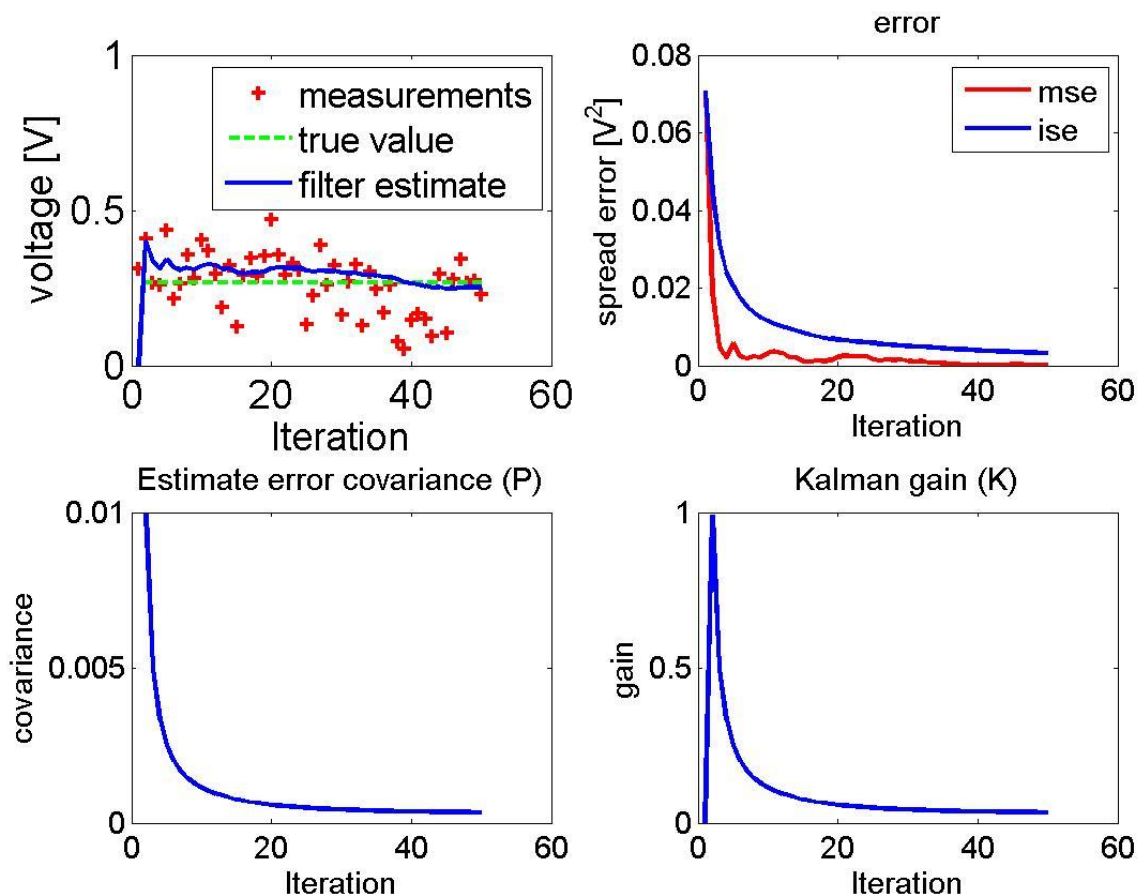 1
0.5
0
voltage [V]
measurements
true value
filter estimate
0
20
40
60
Iteration
error
0.08
0.06
0.04
0.02
0
spread error [V²]
mse
ise
0
20
40
60
Iteration
Estimate error covariance (P)
0.01
0.005
0
covariance
0
20
40
60
Iteration
Kalman gain (K)
1
0.5
0
gain
0
20
40
60
Iteration